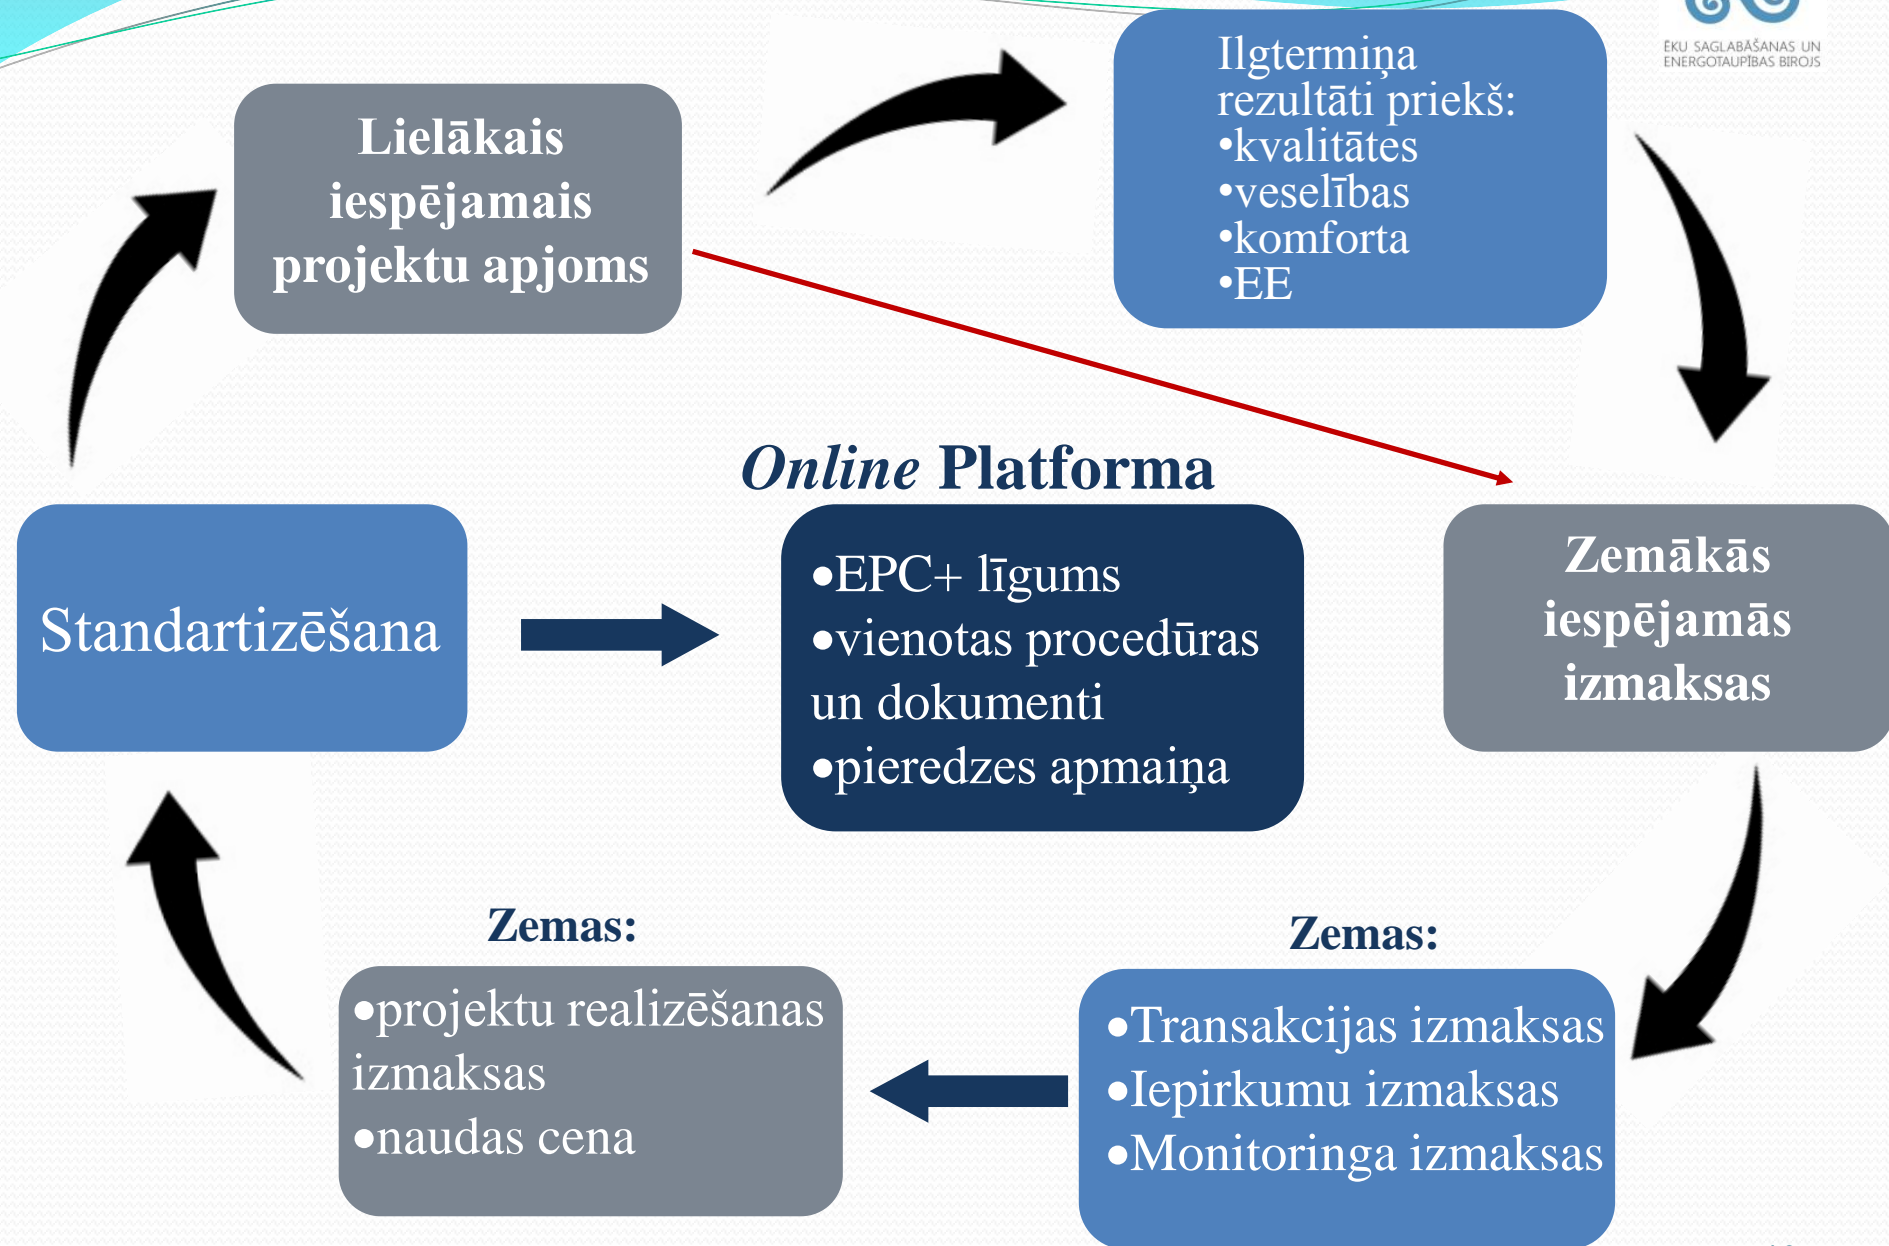 ĒKU SAGLABĀŠANAS UN
ENERGOTAUPĪBAS BIROJS
Lielākais
iespējamais
projektu apjoms
Ilgtermiņa
rezultāti priekš:
•kvalitātes
•veselības
•komforta
•EE
Online Platforma
Standartizēšana
•EPC+ līgums
•vienotas procedūras
un dokumenti
•pieredzes apmaiņa
Zemākās
iespējamās
izmaksas
Zemas:
•projektu realizēšanas
izmaksas
•naudas cena
Zemas:
•Transakcijas izmaksas
•Iepirkumu izmaksas
•Monitoringa izmaksas